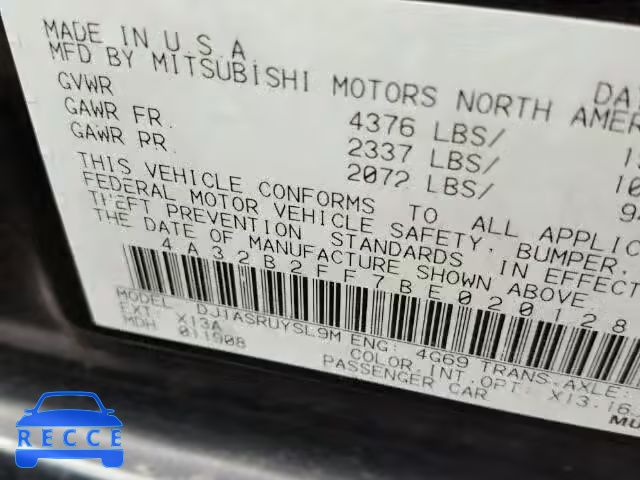 MADE IN U.S.A
MFD BY MITSUBISHI MOTORS NORTH AMER
GVWR 4376 LBS/
GAWR FR. 2337 LBS/ 10
GAWR RR 2072 LBS/
THIS VEHICLE CONFORMS TO ALL APPLIC
FEDERAL MOTOR VEHICLE SAFETY, BUMPER,
THEFT PREVENTION STANDARDS IN EFFECT
THE DATE OF MANUFACTURE SHOWN ABOVE
4A32B2FF7BE020128
MODEL: DJ1ASRUYSL9M ENG: 4G69 TRANS.AXLE:
EXT: X13A COLOR.INT.OPT: X13.16
MDH 011908 PASSENGER CAR
RECCE